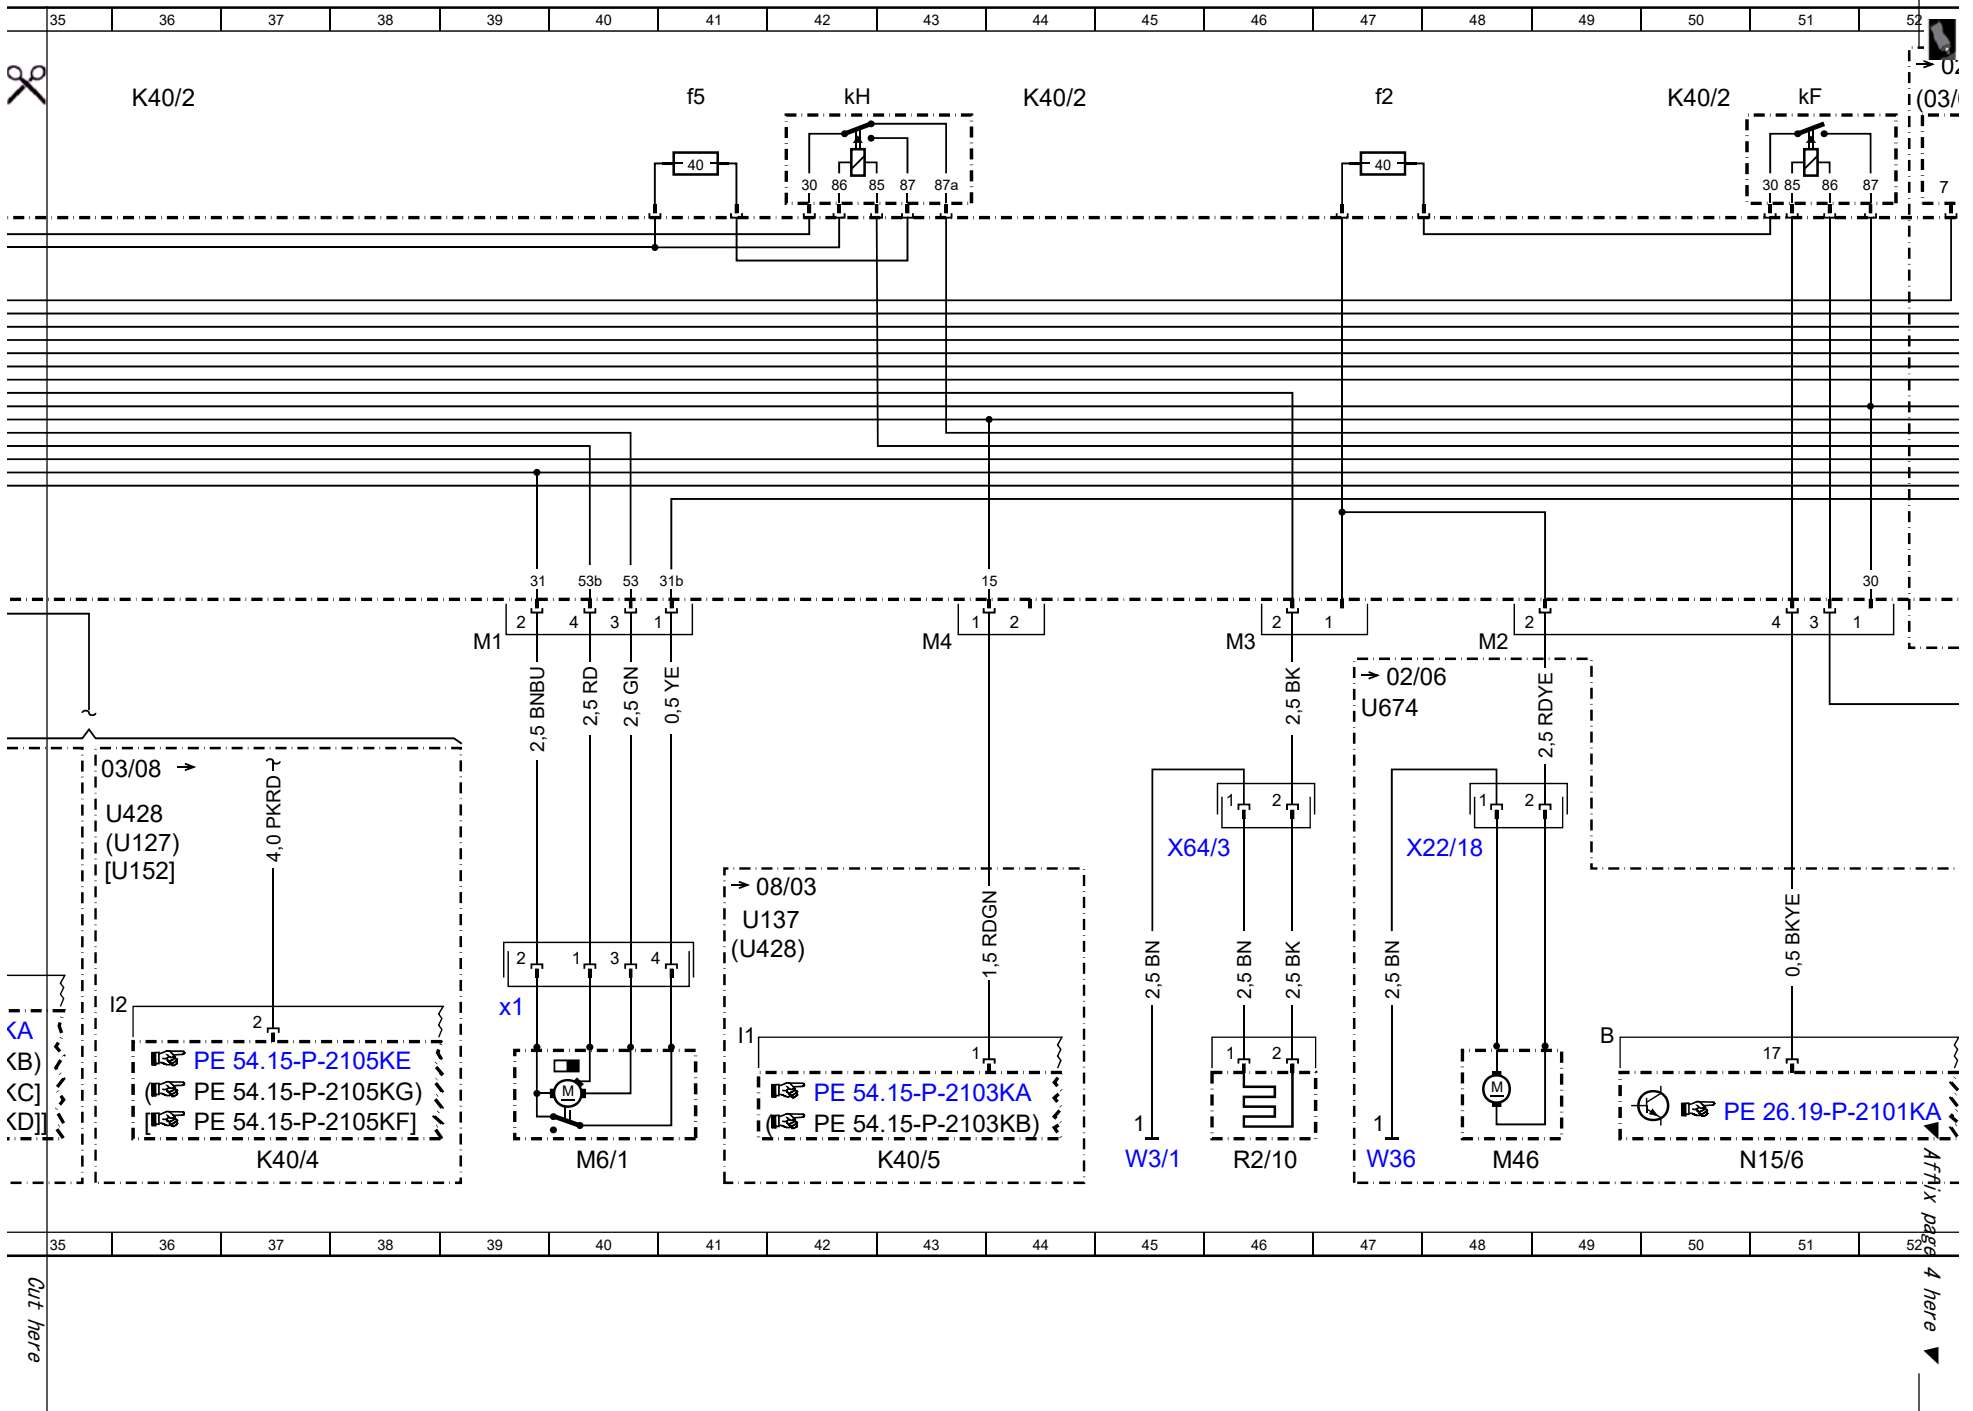 35 36 37 38 39 40 41 42 43 44 45 46 47 48 49 50 51 52
K40/2 f5 kH K40/2 f2 K40/2 kF
(03/
40 40
30 86 85 87 87a 30 85 86 87 7
31 53b 53 31b 15 30
2 4 3 1 1 2 2 1 2 4 3 1
M1 M4 M3 M2
2,5 BNBU
2,5 RD
2,5 GN
0,5 YE
2,5 BK
02/06
U674
2,5 RDYE
03/08
U428
(U127)
[U152]
4,0 PKRD
1 2 1 2
X64/3 X22/18
08/03
U137
(U428)
1,5 RDGN
2,5 BN
2,5 BN
2,5 BK
2,5 BN
0,5 BKYE
2 1 3 4
x1
I2
2
KA
KB)
KC]
KD]]
PE 54.15-P-2105KE
(PE 54.15-P-2105KG)
[PE 54.15-P-2105KF]
K40/4
M
M6/1
I1
1
PE 54.15-P-2103KA
(PE 54.15-P-2103KB)
K40/5
1
W3/1
1 2
R2/10
1
W36
M
M46
B
17
PE 26.19-P-2101KA
N15/6
35 36 37 38 39 40 41 42 43 44 45 46 47 48 49 50 51 52
Cut here
Affix page 4 here